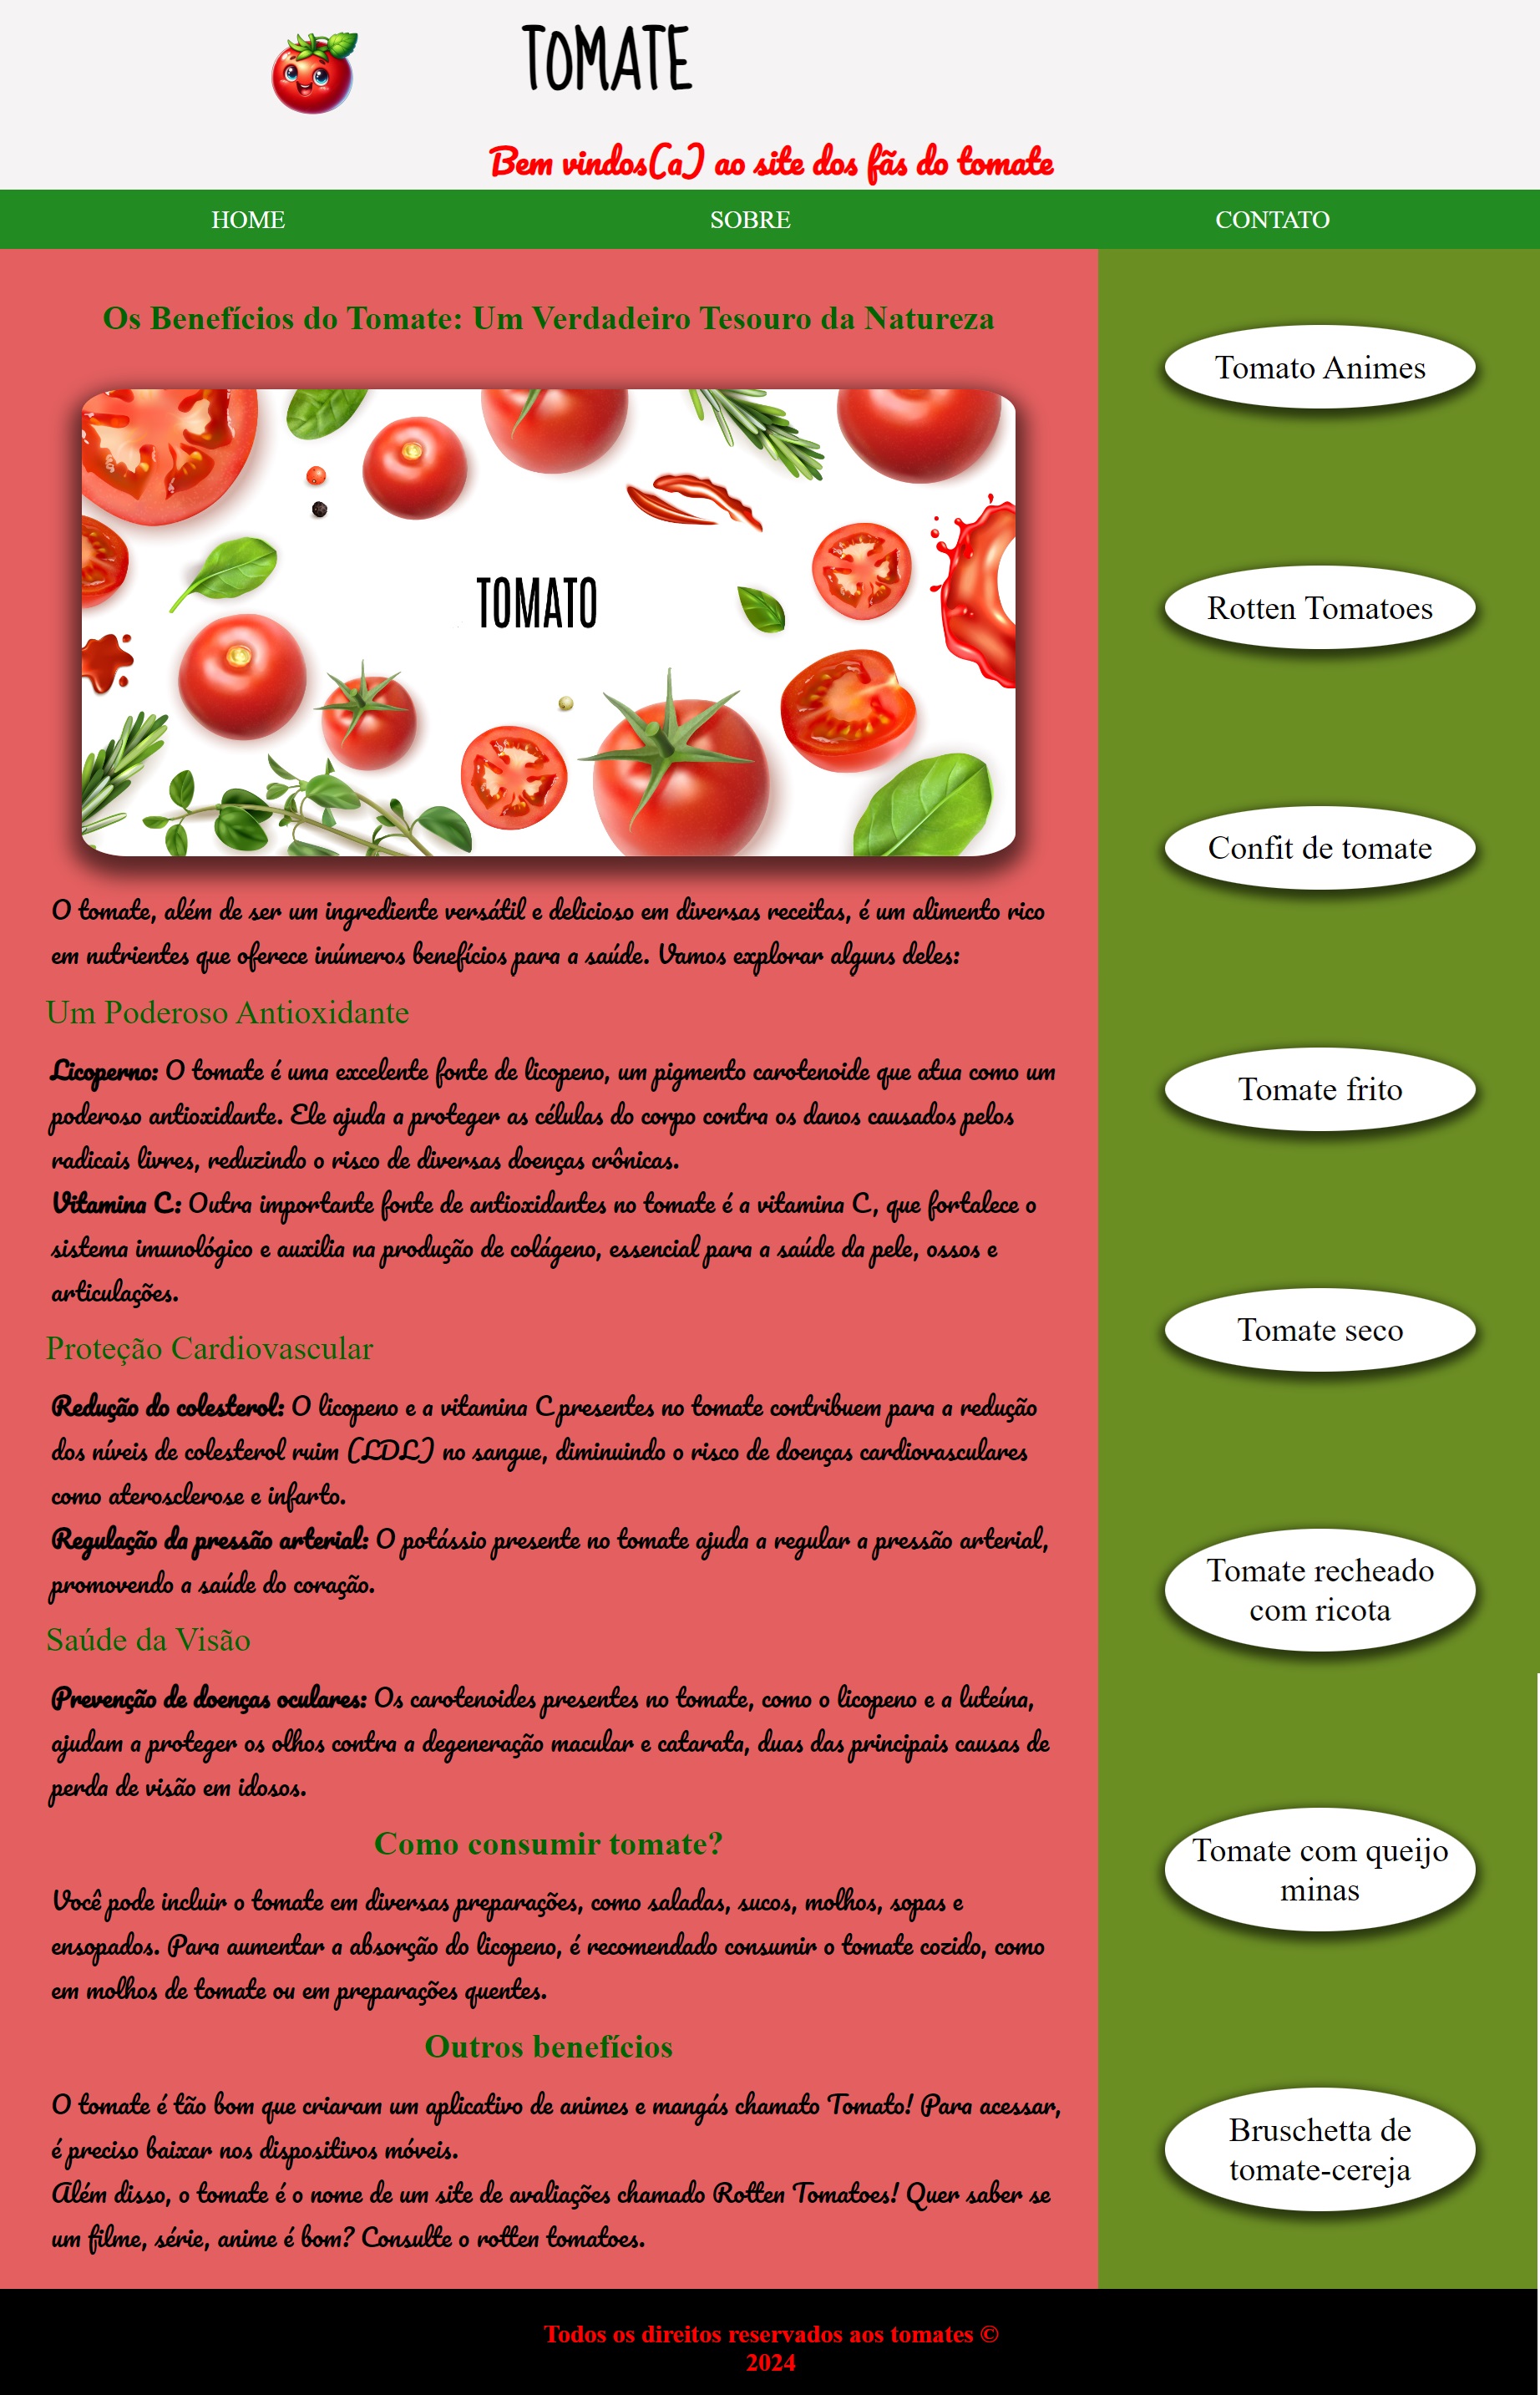 TOMATE
Bem vindos(a) ao site dos fãs do tomate
HOME
SOBRE
CONTATO
Os Benefícios do Tomate: Um Verdadeiro Tesouro da Natureza
TOMATO
O tomate, além de ser um ingrediente versátil e delicioso em diversas receitas, é um alimento rico
em nutrientes que oferece inúmeros benefícios para a saúde. Vamos explorar alguns deles:
Um Poderoso Antioxidante
Licoperno: O tomate é uma excelente fonte de licopeno, um pigmento carotenoide que atua como um
poderoso antioxidante. Ele ajuda a proteger as células do corpo contra os danos causados pelos
radicais livres, reduzindo o risco de diversas doenças crônicas.
Vitamina C: Outra importante fonte de antioxidantes no tomate é a vitamina C, que fortalece o
sistema imunológico e auxilia na produção de colágeno, essencial para a saúde da pele, ossos e
articulações.
Proteção Cardiovascular
Redução do colesterol: O licopeno e a vitamina C presentes no tomate contribuem para a redução
dos níveis de colesterol ruim (LDL) no sangue, diminuindo o risco de doenças cardiovasculares
como aterosclerose e infarto.
Regulação da pressão arterial: O potássio presente no tomate ajuda a regular a pressão arterial,
promovendo a saúde do coração.
Saúde da Visão
Prevenção de doenças oculares: Os carotenoides presentes no tomate, como o licopeno e a luteína,
ajudam a proteger os olhos contra a degeneração macular e catarata, duas das principais causas de
perda de visão em idosos.
Como consumir tomate?
Você pode incluir o tomate em diversas preparações, como saladas, sucos, molhos, sopas e
ensopados. Para aumentar a absorção do licopeno, é recomendado consumir o tomate cozido, como
em molhos de tomate ou em preparações quentes.
Outros benefícios
O tomate é tão bom que criaram um aplicativo de animes e mangás chamato Tomato! Para acessar,
é preciso baixar nos dispositivos móveis.
Além disso, o tomate é o nome de um site de avaliações chamado Rotten Tomatoes! Quer saber se
um filme, série, anime é bom? Consulte o rotten tomatoes.
Tomato Animes
Rotten Tomatoes
Confit de tomate
Tomate frito
Tomate seco
Tomate recheado
com ricota
Tomate com queijo
minas
Bruschetta de
tomate-cereja
Todos os direitos reservados aos tomates ©
2024